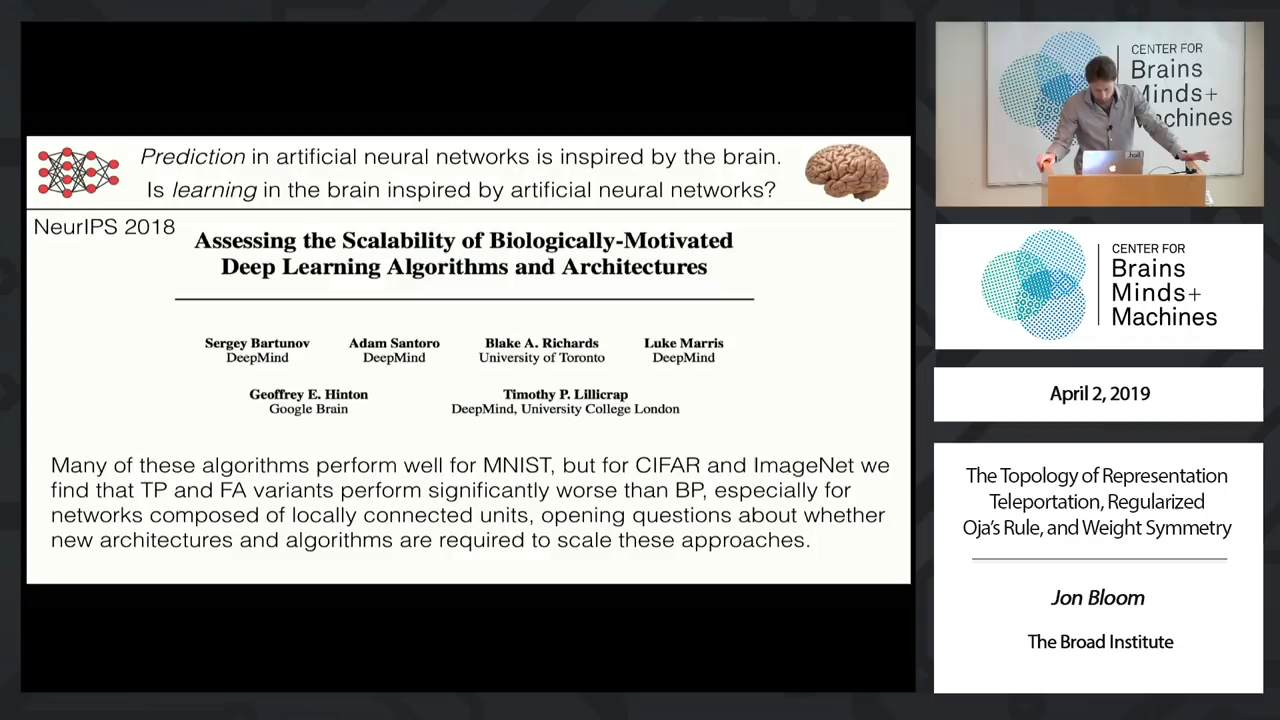 Prediction in artificial neural networks is inspired by the brain.
Is learning in the brain inspired by artificial neural networks?
NeurIPS 2018
Assessing the Scalability of Biologically-Motivated
Deep Learning Algorithms and Architectures
Sergey Bartunov
DeepMind
Adam Santoro
DeepMind
Blake A. Richards
University of Toronto
Luke Marris
DeepMind
Geoffrey E. Hinton
Google Brain
Timothy P. Lillicrap
DeepMind, University College London
Many of these algorithms perform well for MNIST, but for CIFAR and ImageNet we
find that TP and FA variants perform significantly worse than BP, especially for
networks composed of locally connected units, opening questions about whether
new architectures and algorithms are required to scale these approaches.
CENTER FOR
Brains
Minds+
Machines
.hail
CENTER FOR
Brains
Minds+
Machines
April 2, 2019
The Topology of Representation
Teleportation, Regularized
Oja's Rule, and Weight Symmetry
Jon Bloom
The Broad Institute